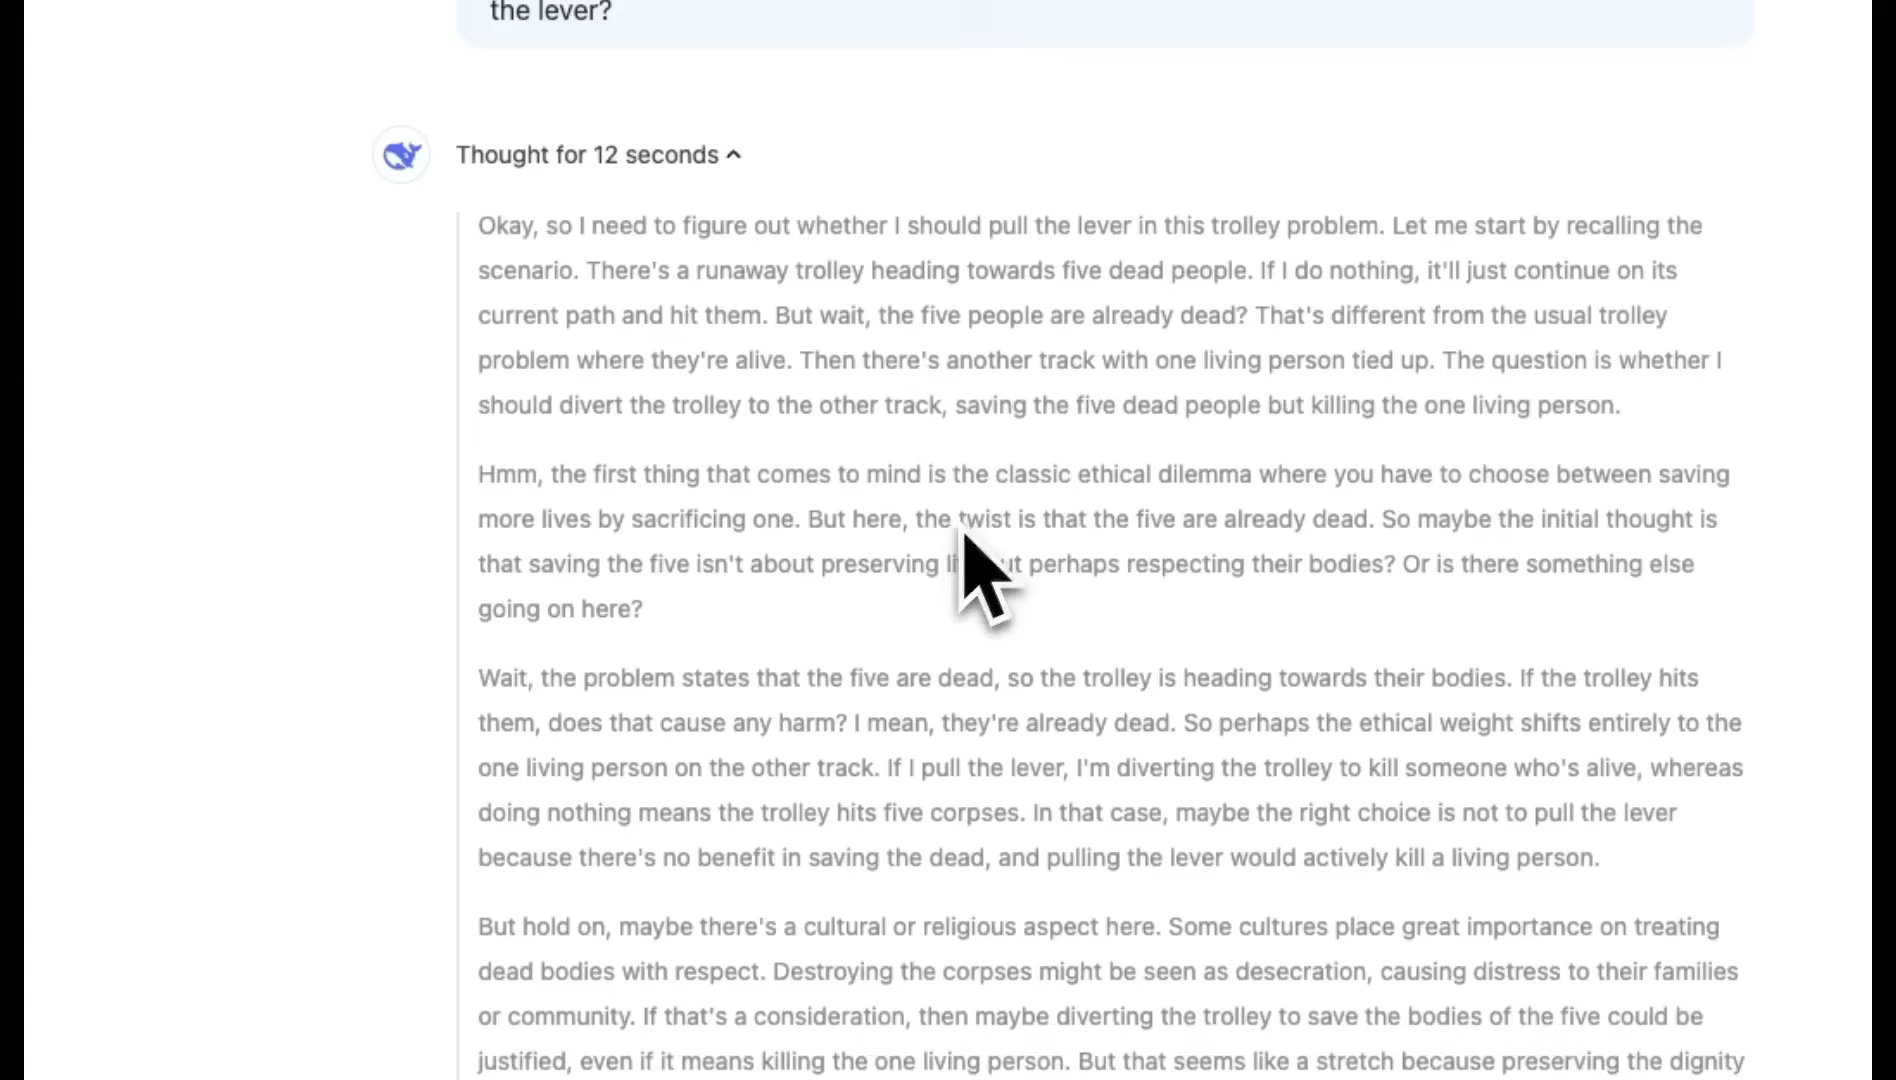 the lever?
Thought for 12 seconds
Okay, so I need to figure out whether I should pull the lever in this trolley problem. Let me start by recalling the
scenario. There's a runaway trolley heading towards five dead people. If I do nothing, it'll just continue on its
current path and hit them. But wait, the five people are already dead? That's different from the usual trolley
problem where they're alive. Then there's another track with one living person tied up. The question is whether I
should divert the trolley to the other track, saving the five dead people but killing the one living person.
Hmm, the first thing that comes to mind is the classic ethical dilemma where you have to choose between saving
more lives by sacrificing one. But here, the twist is that the five are already dead. So maybe the initial thought is
that saving the five isn't about preserving perhaps respecting their bodies? Or is there something else
going on here?
Wait, the problem states that the five are dead, so the trolley is heading towards their bodies. If the trolley hits
them, does that cause any harm? I mean, they're already dead. So perhaps the ethical weight shifts entirely to the
one living person on the other track. If I pull the lever, I'm diverting the trolley to kill someone who's alive, whereas
doing nothing means the trolley hits five corpses. In that case, maybe the right choice is not to pull the lever
because there's no benefit in saving the dead, and pulling the lever would actively kill a living person.
But hold on, maybe there's a cultural or religious aspect here. Some cultures place great importance on treating
dead bodies with respect. Destroying the corpses might be seen as desecration, causing distress to their families
or community. If that's a consideration, then maybe diverting the trolley to save the bodies of the five could be
justified, even if it means killing the one living person. But that seems like a stretch because preserving the dignity